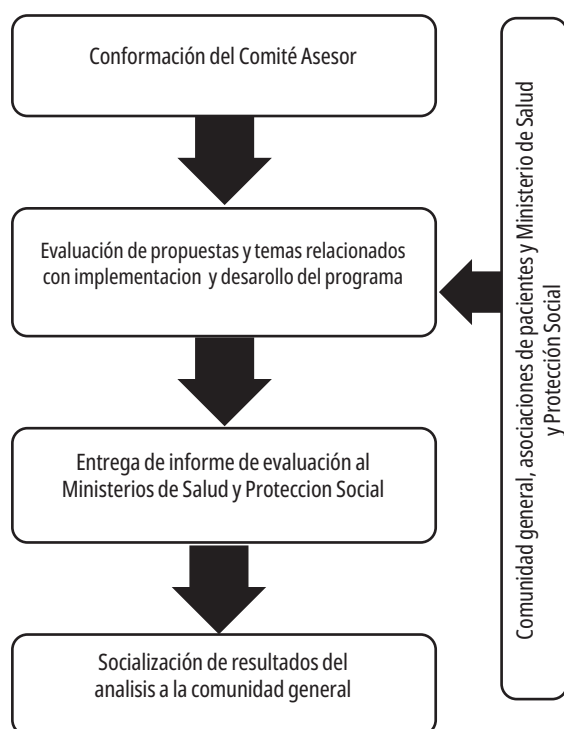 Conformación del Comité Asesor
Evaluación de propuestas y temas relacionados
con implementacion y desarollo del programa
Entrega de informe de evaluación al
Ministerios de Salud y Proteccion Social
Socialización de resultados del
analisis a la comunidad general
Comunidad general, asociaciones de pacientes y Ministerio de Salud
y Protección Social